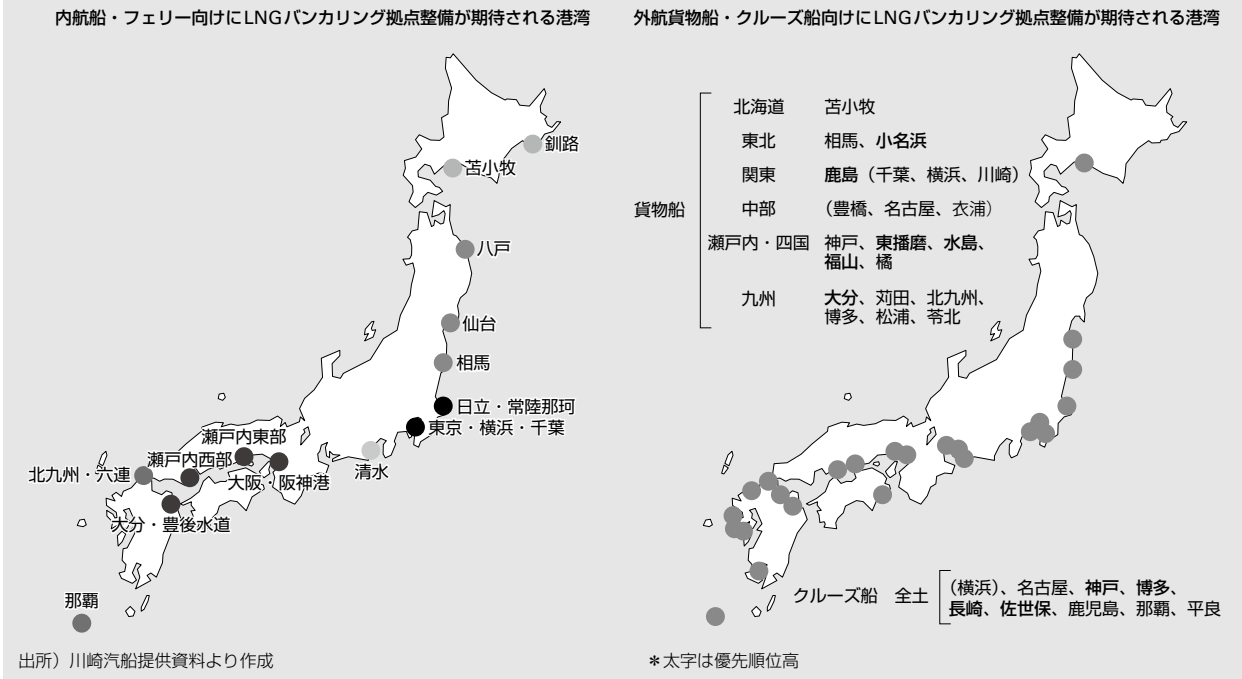 内航船・フェリー向けにLNGバンカリング拠点整備が期待される港湾
釧路
苫小牧
八戸
仙台
相馬
日立・常陸那珂
東京・横浜・千葉
清水
瀬戸内東部
瀬戸内西部
大阪・阪神港
北九州・六連
大分・豊後水道
那覇
出所）川崎汽船提供資料より作成
外航貨物船・クルーズ船向けにLNGバンカリング拠点整備が期待される港湾
貨物船
北海道 苫小牧
東北 相馬、小名浜
関東 鹿島（千葉、横浜、川崎）
中部 （豊橋、名古屋、衣浦）
瀬戸内・四国 神戸、東播磨、水島、
福山、橘
九州 大分、苅田、北九州、
博多、松浦、苓北
クルーズ船 全土 （横浜）、名古屋、神戸、博多、
長崎、佐世保、鹿児島、那覇、平良
＊太字は優先順位高